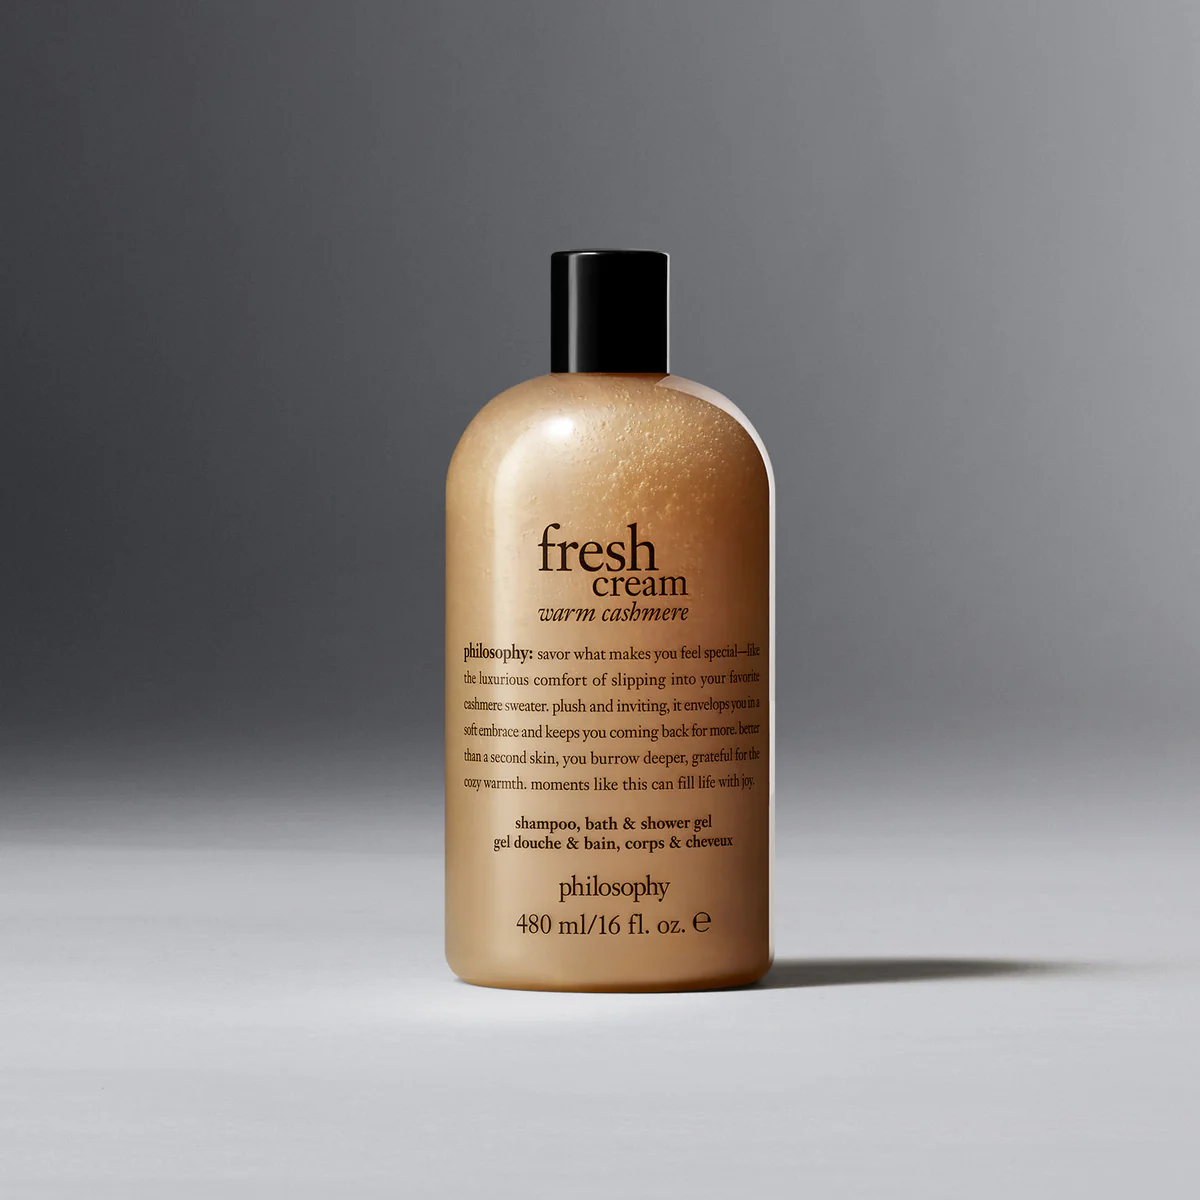 fresh
cream
warm cashmere
philosophy: savor what makes you feel special—like
the luxurious comfort of slipping into your favorite
cashmere sweater. plush and inviting, it envelops you in a
soft embrace and keeps you coming back for more. better
than a second skin, you burrow deeper, grateful for the
cozy warmth. moments like this can fill life with joy.
shampoo, bath & shower gel
gel douche & bain, corps & cheveux
philosophy
480 ml/16 fl. oz. ℮